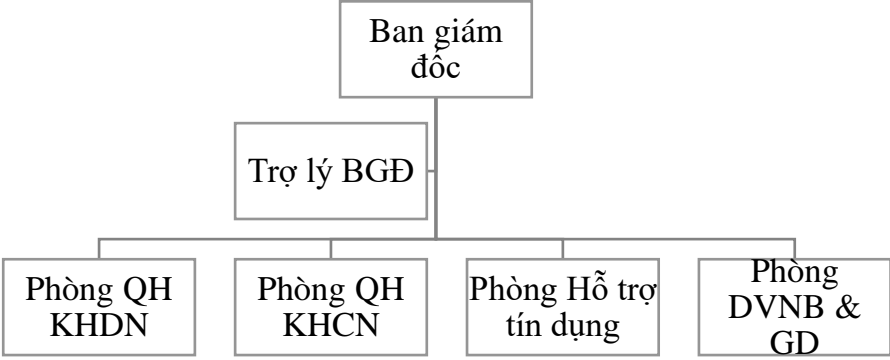 Ban giám
đốc
Trợ lý BGĐ
Phòng QH
KHDN
Phòng QH
KHCN
Phòng Hỗ trợ
tín dụng
Phòng
DVNB &
GD